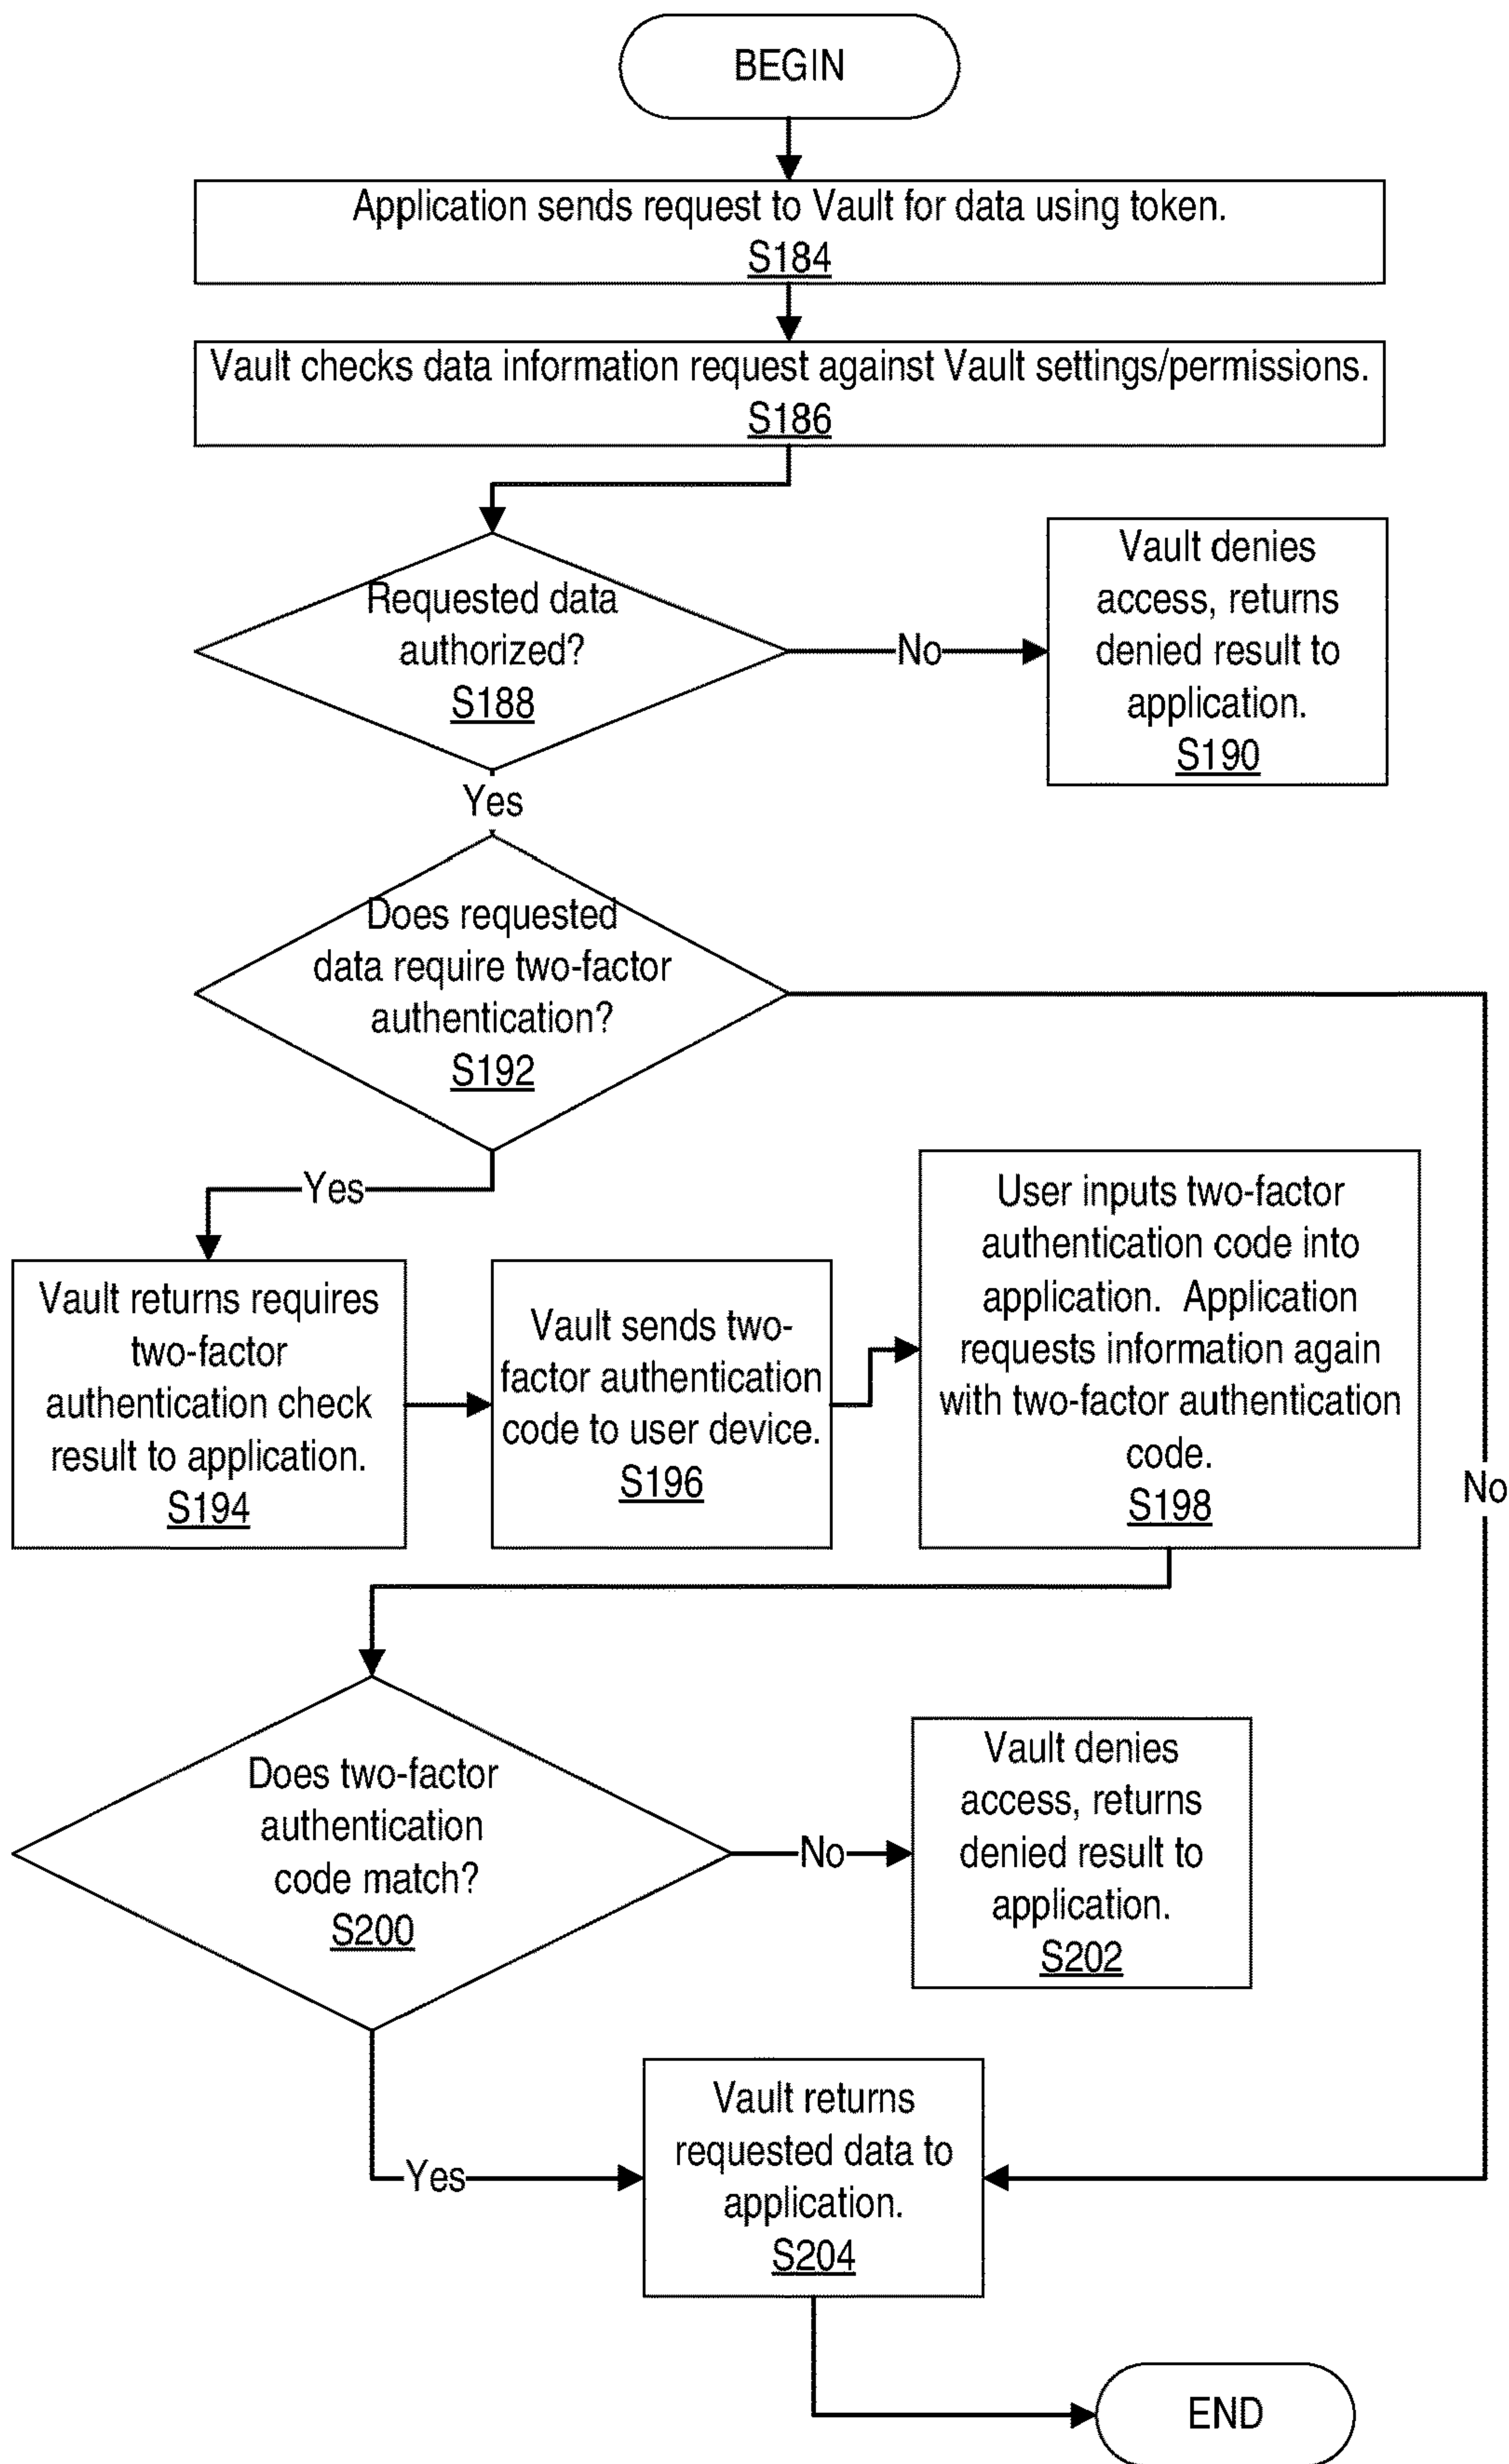 BEGIN
Application sends request to Vault for data using token.
S184
Vault checks data information request against Vault settings/permissions.
S186
Requested data
authorized?
S188
No
Vault denies
access, returns
denied result to
application.
S190
Yes
Does requested
data require two-factor
authentication?
S192
Yes
Vault returns requires
two-factor
authentication check
result to application.
S194
Vault sends two-
factor authentication
code to user device.
S196
User inputs two-factor
authentication code into
application. Application
requests information again
with two-factor authentication
code.
S198
No
Does two-factor
authentication
code match?
S200
No
Vault denies
access, returns
denied result to
application.
S202
Yes
Vault returns
requested data to
application.
S204
END